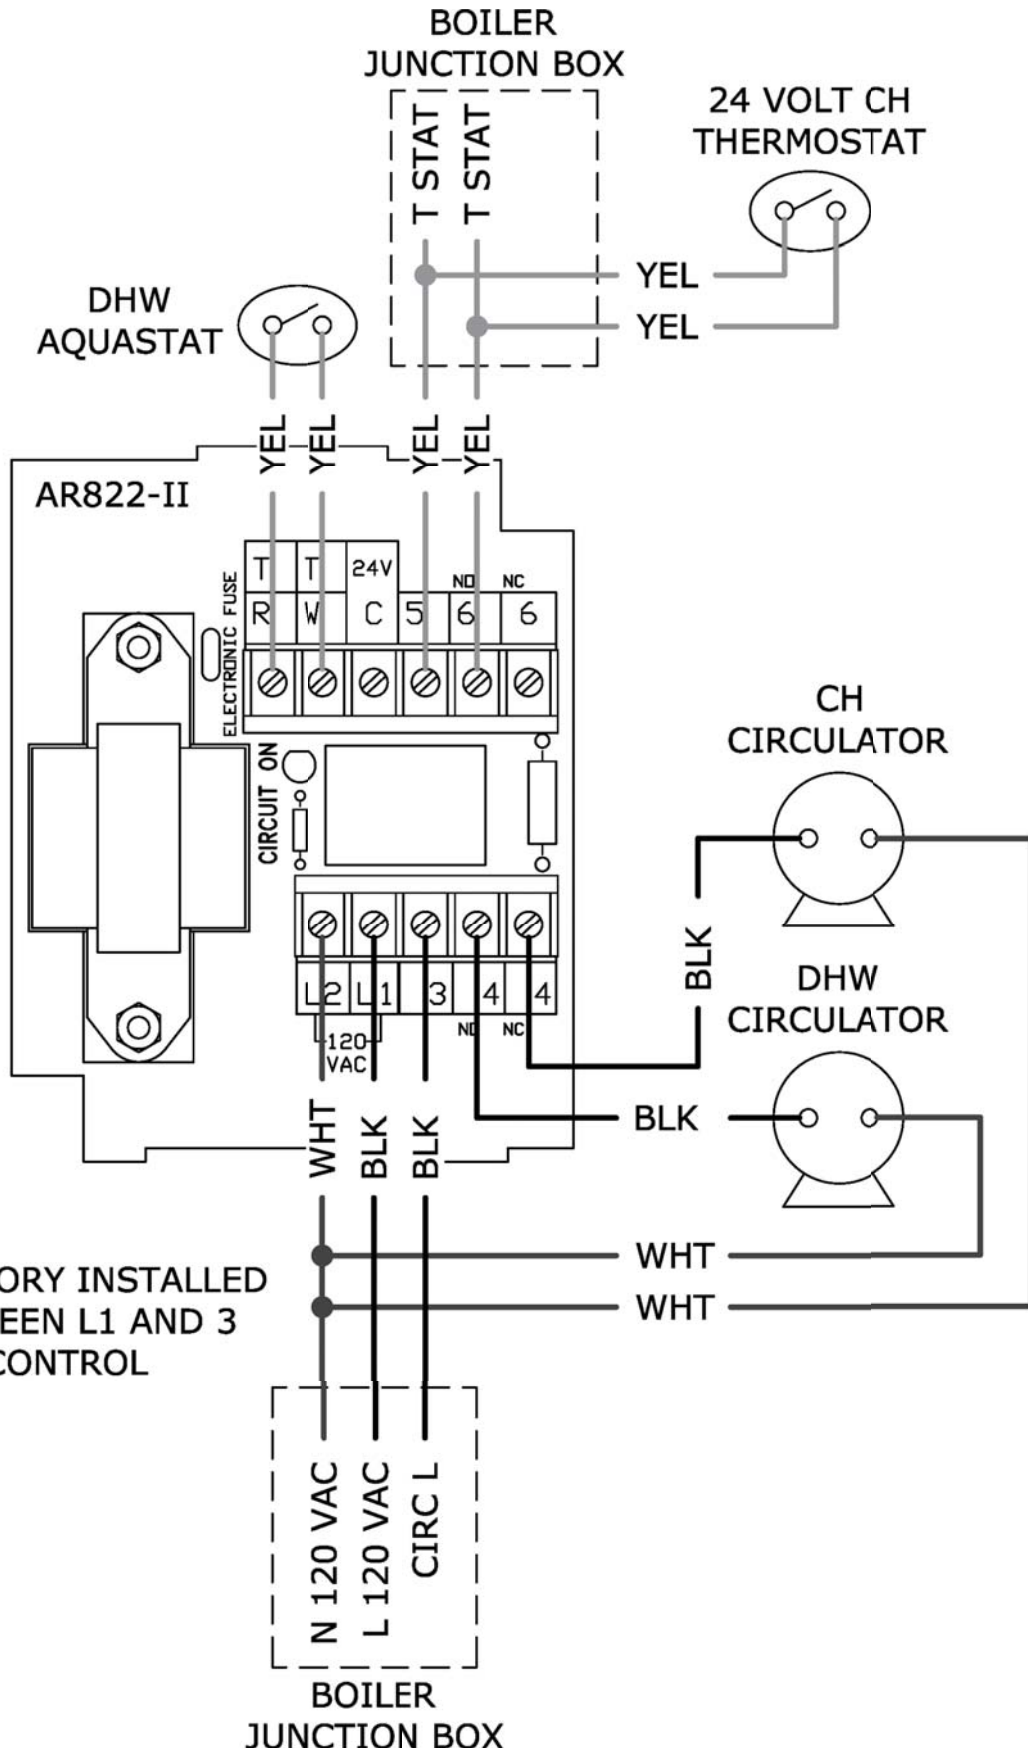 BOILER
JUNCTION BOX
T STAT
T STAT
24 VOLT CH
THERMOSTAT
YEL
YEL
DHW
AQUASTAT
YEL
YEL
YEL
YEL
AR822-II
ELECTRONIC FUSE
T T 24V
NO NC
R W C 5 6 6
CIRCUIT ON
CH
CIRCULATOR
BLK
DHW
CIRCULATOR
L2 L1 3 4 4
NO NC
120
VAC
WHT
BLK
BLK
BLK
WHT
WHT
ORY INSTALLED
EEN L1 AND 3
CONTROL
N 120 VAC
L 120 VAC
CIRC L
BOILER
JUNCTION BOX